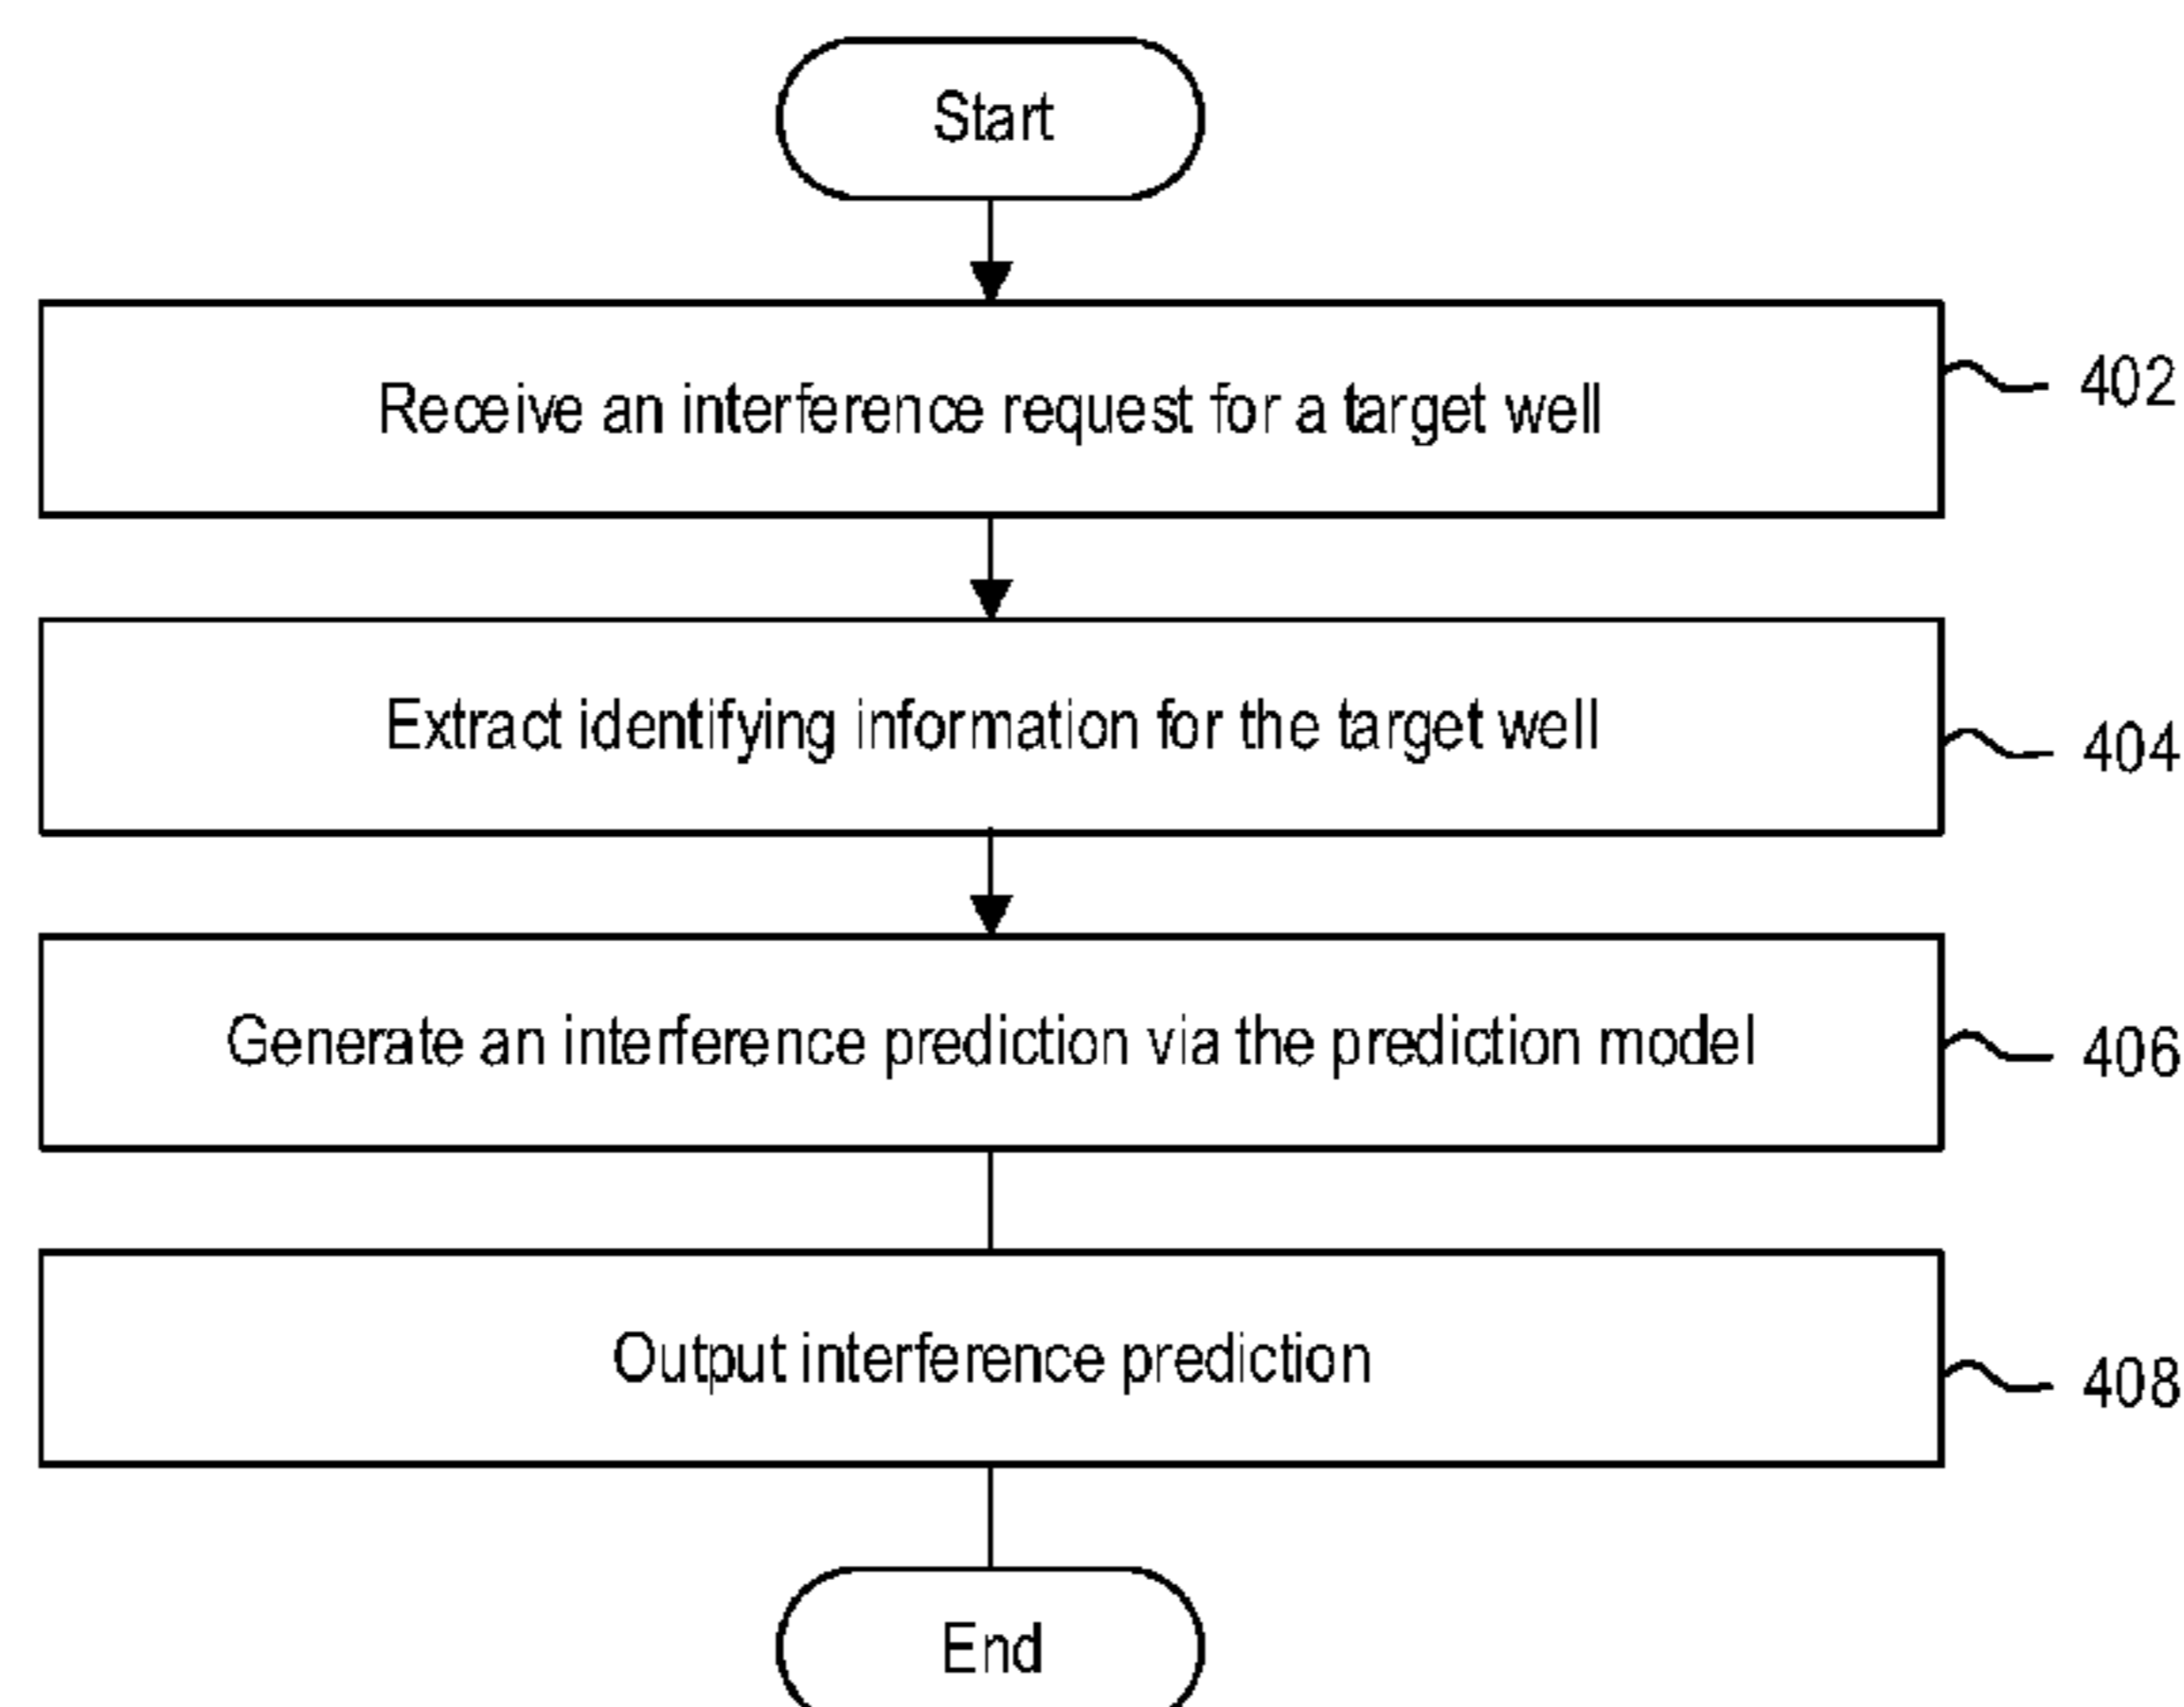 Start
Receive an interference request for a target well
402
Extract identifying information for the target well
404
Generate an interference prediction via the prediction model
406
Output interference prediction
408
End